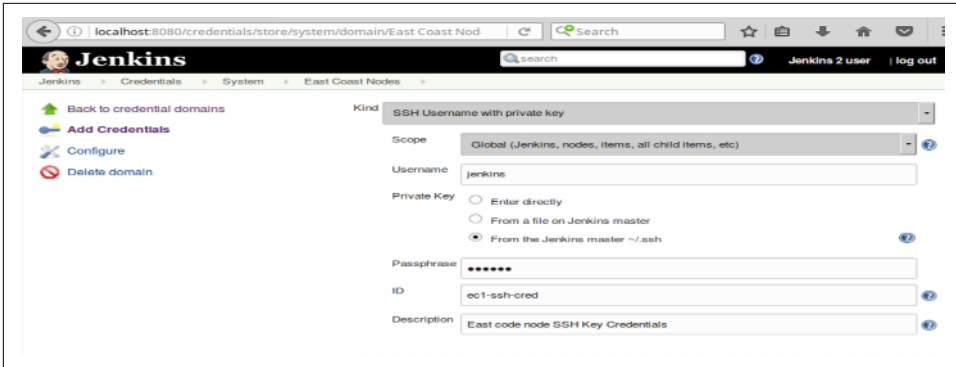 localhost:8080/credentials/store/system/domain/East Coast Nod
Search
Jenkins
search
Jenkins 2 user
| log out
Jenkins
Credentials
System
East Coast Nodes
Back to credential domains
Add Credentials
Configure
Delete domain
Kind
SSH Username with private key
Scope
Global (Jenkins, nodes, items, all child items, etc)
Username
jenkins
Private Key
Enter directly
From a file on Jenkins master
From the Jenkins master ~/.ssh
Passphrase
••••••
ID
ec1-ssh-cred
Description
East code node SSH Key Credentials